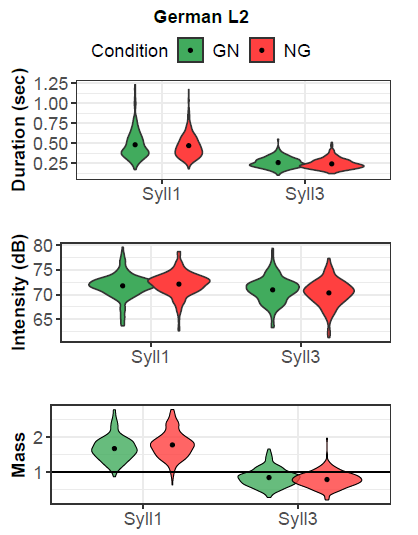 German L2
Condition GN NG
Duration (sec)
1.25
1.00
0.75
0.50
0.25
Syll1 Syll3
Intensity (dB)
80
75
70
65
Syll1 Syll3
Mass
2
1
Syll1 Syll3